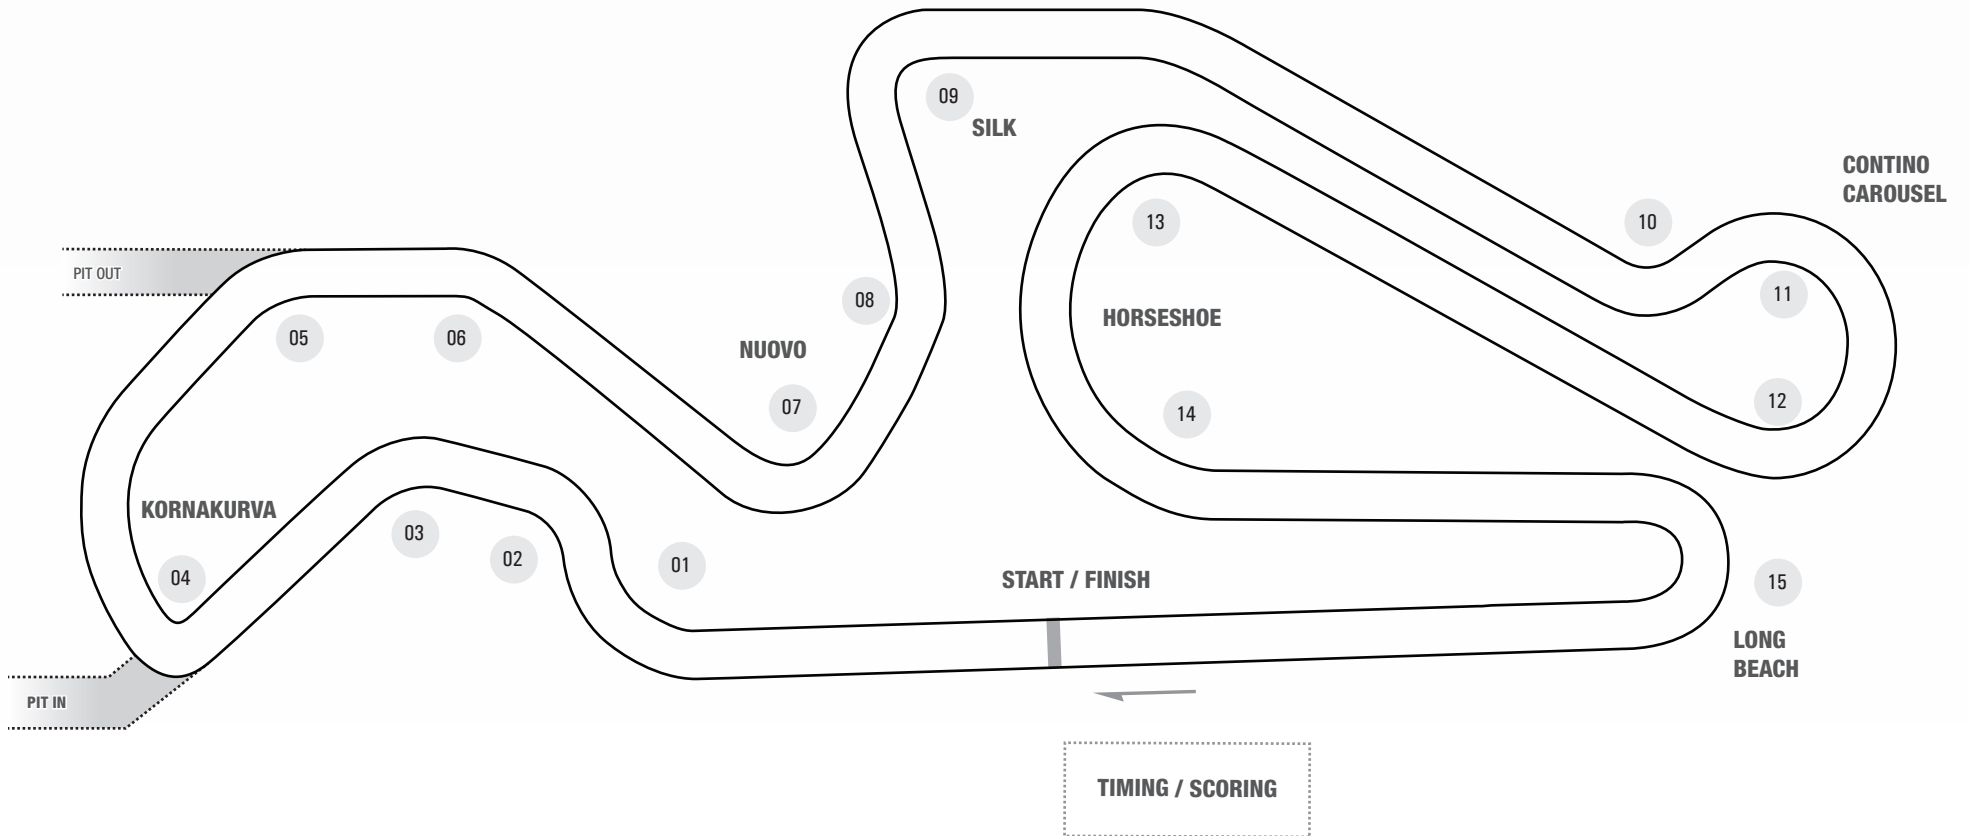 09
SILK
CONTINO
CAROUSEL
10
13
PIT OUT
11
08
HORSESHOE
05
06
NUOVO
12
07
14
KORNAKURVA
03
02
01
04
START / FINISH
15
LONG
BEACH
PIT IN
TIMING / SCORING